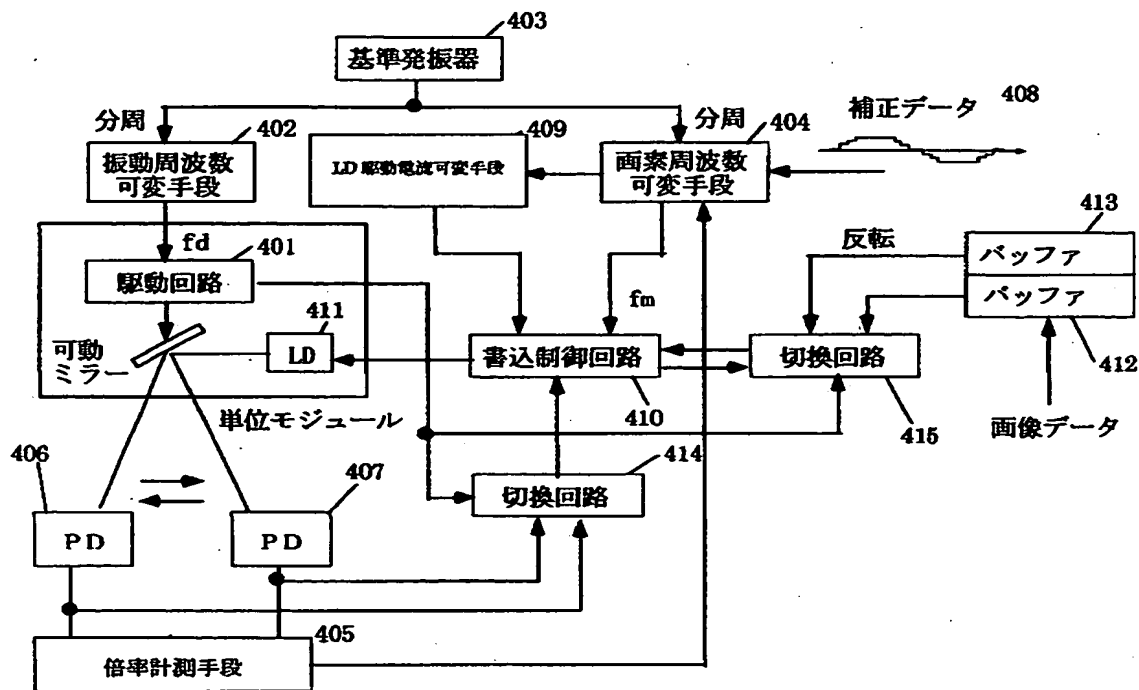 403
基準発振器
分周
402
振動周波数
可変手段
409
LD駆動電流可変手段
分周
404
画素周波数
可変手段
補正データ 408
fd
401
駆動回路
可動
ミラー
411
LD
単位モジュール
fm
書込制御回路
410
反転
413
バッファ
バッファ
412
画像データ
切換回路
415
414
切換回路
406
PD
407
PD
405
倍率計測手段